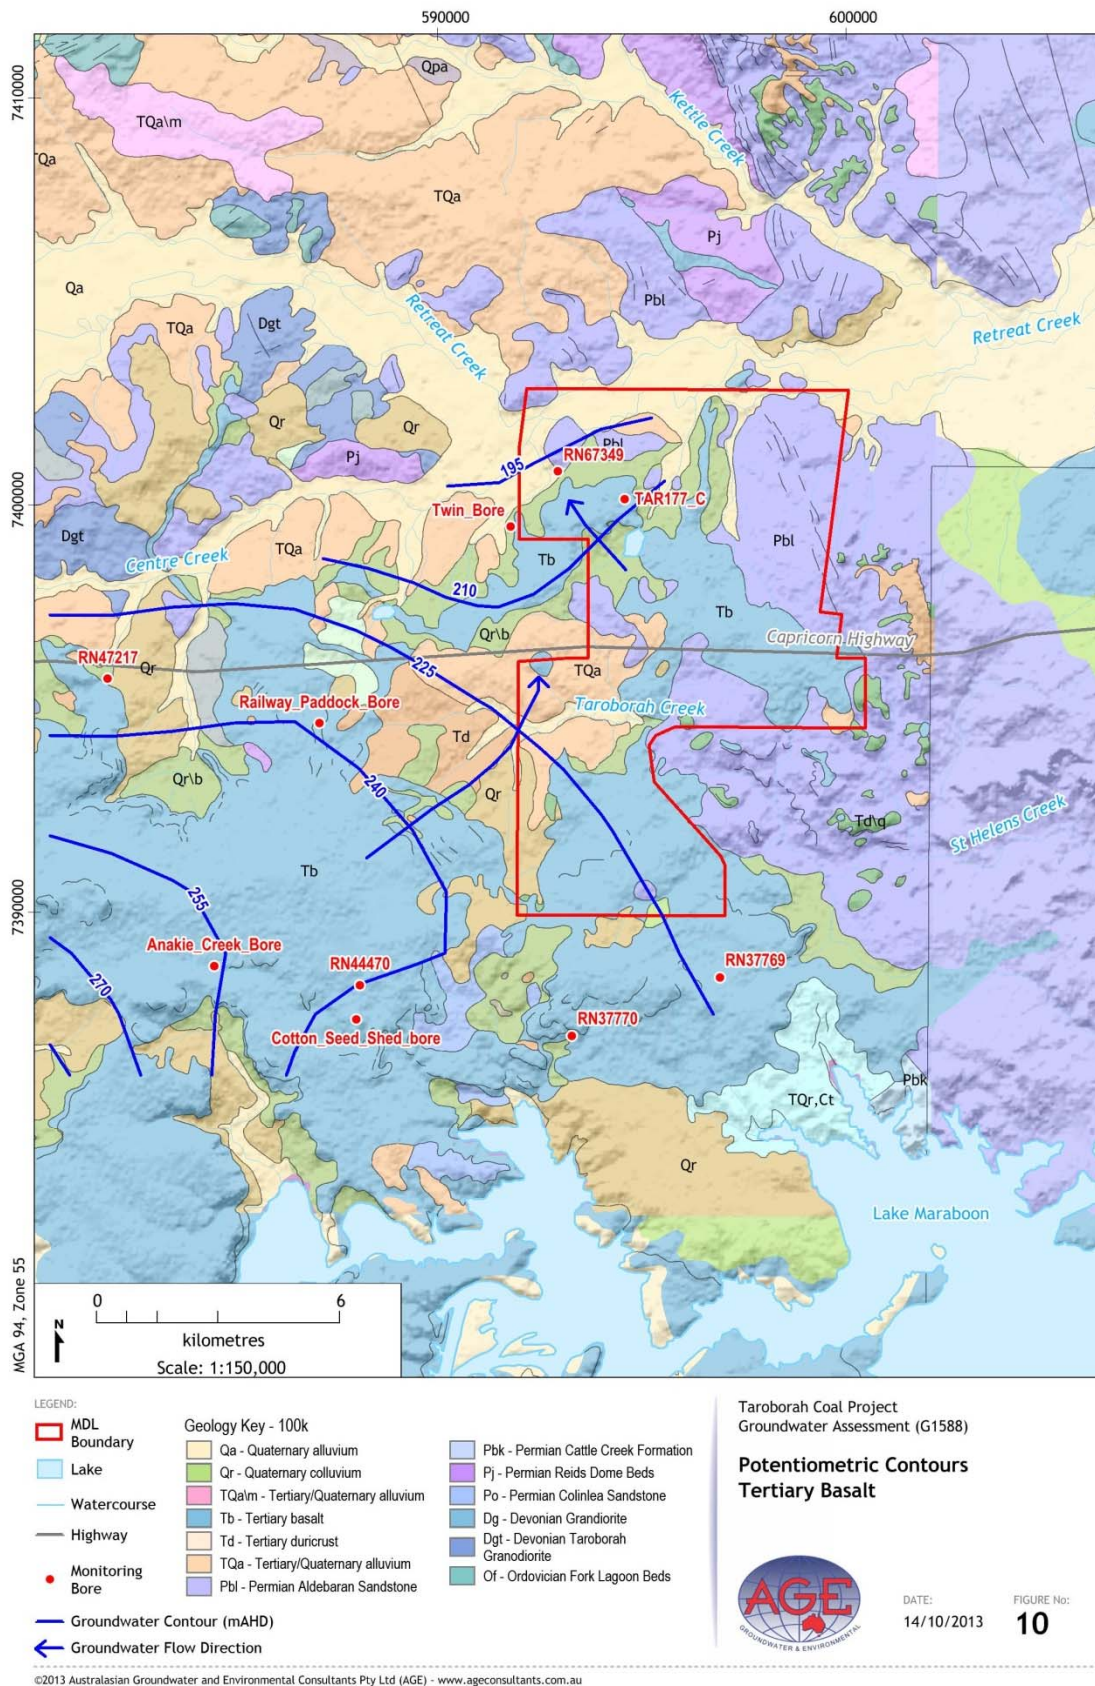 590000
600000
7410000
7400000
7390000
MGA 94, Zone 55
Qpa
TQa\m
TQa
Qa
Kettle Creek
TQa
Pj
Qa
Pbl
TQa
Dgt
Retreat Creek
Retreat Creek
Qr
Qr
Pj
Pbl
195
RN67349
TAR177_C
Twin_Bore
Dgt
TQa
Pbl
Centre Creek
Tb
210
Tb
Qr\b
Capricorn Highway
RN47217
Qr
225
TQa
Railway_Paddock_Bore
Taroborah Creek
Td
Qr\b
240
Qr
Td\q
St Helens Creek
Tb
255
Anakie_Creek_Bore
RN44470
RN37769
270
Cotton_Seed_Shed_bore
RN37770
Pbk
TQr,Ct
Qr
Lake Maraboon
0 6
kilometres
Scale: 1:150,000
N
LEGEND:
MDL
Boundary
Lake
Watercourse
Highway
Monitoring
Bore
Groundwater Contour (mAHD)
Groundwater Flow Direction
Geology Key - 100k
Qa - Quaternary alluvium
Qr - Quaternary colluvium
TQa\m - Tertiary/Quaternary alluvium
Tb - Tertiary basalt
Td - Tertiary duricrust
TQa - Tertiary/Quaternary alluvium
Pbl - Permian Aldebaran Sandstone
Pbk - Permian Cattle Creek Formation
Pj - Permian Reids Dome Beds
Po - Permian Colinlea Sandstone
Dg - Devonian Grandiorite
Dgt - Devonian Taroborah
Granodiorite
Of - Ordovician Fork Lagoon Beds
Taroborah Coal Project
Groundwater Assessment (G1588)
Potentiometric Contours
Tertiary Basalt
AGE
GROUNDWATER & ENVIRONMENTAL
DATE:
14/10/2013
FIGURE No:
10
©2013 Australasian Groundwater and Environmental Consultants Pty Ltd (AGE) - www.ageconsultants.com.au